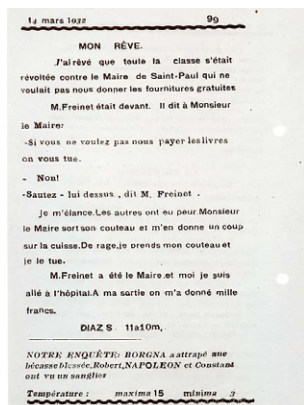 14 mars 1932 99
MON RÊVE.
J'ai rêvé que toute la classe s'était
révoltée contre le Maire de Saint-Paul qui ne
voulait pas nous donner les fournitures gratuites
M.Freinet était devant. Il dit à Monsieur
le Maire:
-Si vous ne voulez pas nous payer les livres
on vous tue.
- Non!
-Sautez - lui dessus , dit M. Freinet .
Je m'élance.Les autres ont eu peur.Monsieur
le Maire sort son couteau et m'en donne un coup
sur la cuisse.De rage,je prends mon couteau et
je le tue.
M.Freinet a été le Maire.et moi je suis
allé à l'hôpital.A ma sortie on m'a donné mille
francs.
DIAZ S. 11a10m,
NOTRE ENQUÊTE: BORGNA a attrapé une
bécasse blessée,Robert,NAPOLEON et Constant
ont vu un sanglier
Température : maxima 15 minima 3